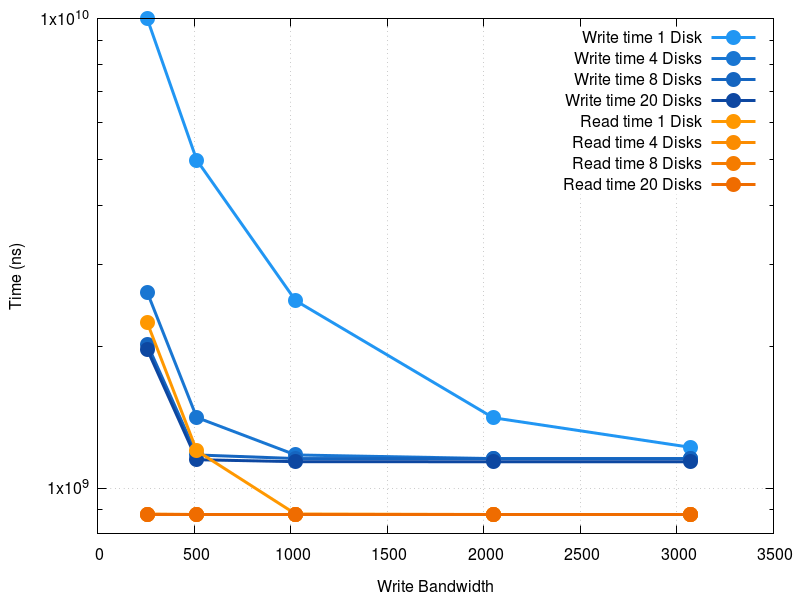 1x10^10
Write time 1 Disk
Write time 4 Disks
Write time 8 Disks
Write time 20 Disks
Read time 1 Disk
Read time 4 Disks
Read time 8 Disks
Read time 20 Disks
Time (ns)
1x10^9
0 500 1000 1500 2000 2500 3000 3500
Write Bandwidth